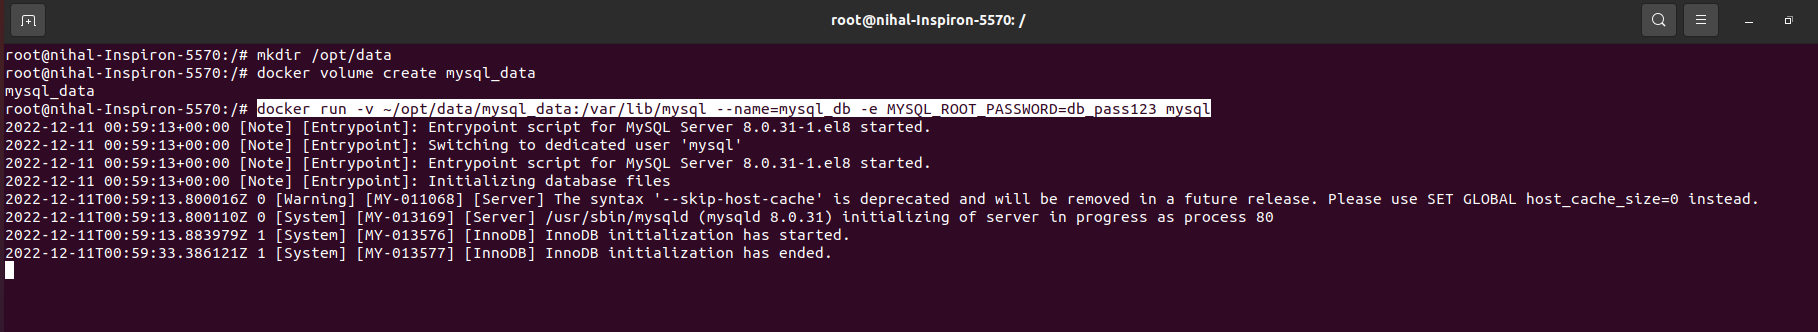 root@nihal-Inspiron-5570: /
root@nihal-Inspiron-5570:/# mkdir /opt/data
root@nihal-Inspiron-5570:/# docker volume create mysql_data
mysql_data
root@nihal-Inspiron-5570:/# docker run -v ~/opt/data/mysql_data:/var/lib/mysql --name=mysql_db -e MYSQL_ROOT_PASSWORD=db_pass123 mysql
2022-12-11 00:59:13+00:00 [Note] [Entrypoint]: Entrypoint script for MySQL Server 8.0.31-1.el8 started.
2022-12-11 00:59:13+00:00 [Note] [Entrypoint]: Switching to dedicated user 'mysql'
2022-12-11 00:59:13+00:00 [Note] [Entrypoint]: Entrypoint script for MySQL Server 8.0.31-1.el8 started.
2022-12-11 00:59:13+00:00 [Note] [Entrypoint]: Initializing database files
2022-12-11T00:59:13.800016Z 0 [Warning] [MY-011068] [Server] The syntax '--skip-host-cache' is deprecated and will be removed in a future release. Please use SET GLOBAL host_cache_size=0 instead.
2022-12-11T00:59:13.800110Z 0 [System] [MY-013169] [Server] /usr/sbin/mysqld (mysqld 8.0.31) initializing of server in progress as process 80
2022-12-11T00:59:13.883979Z 1 [System] [MY-013576] [InnoDB] InnoDB initialization has started.
2022-12-11T00:59:33.386121Z 1 [System] [MY-013577] [InnoDB] InnoDB initialization has ended.